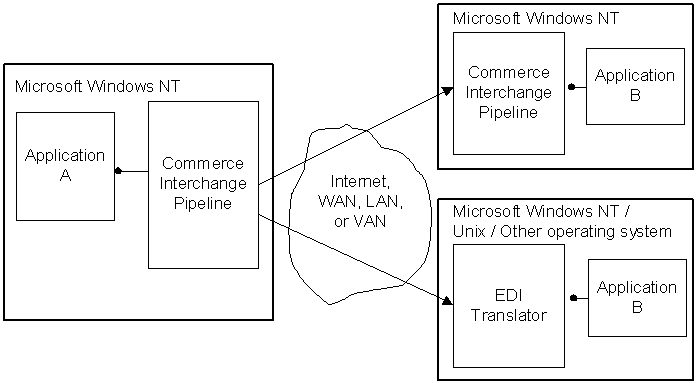 Microsoft Windows NT
Application
A
Commerce
Interchange
Pipeline
Internet,
WAN, LAN,
or VAN
Microsoft Windows NT
Commerce
Interchange
Pipeline
Application
B
Microsoft Windows NT /
Unix / Other operating system
EDI
Translator
Application
B